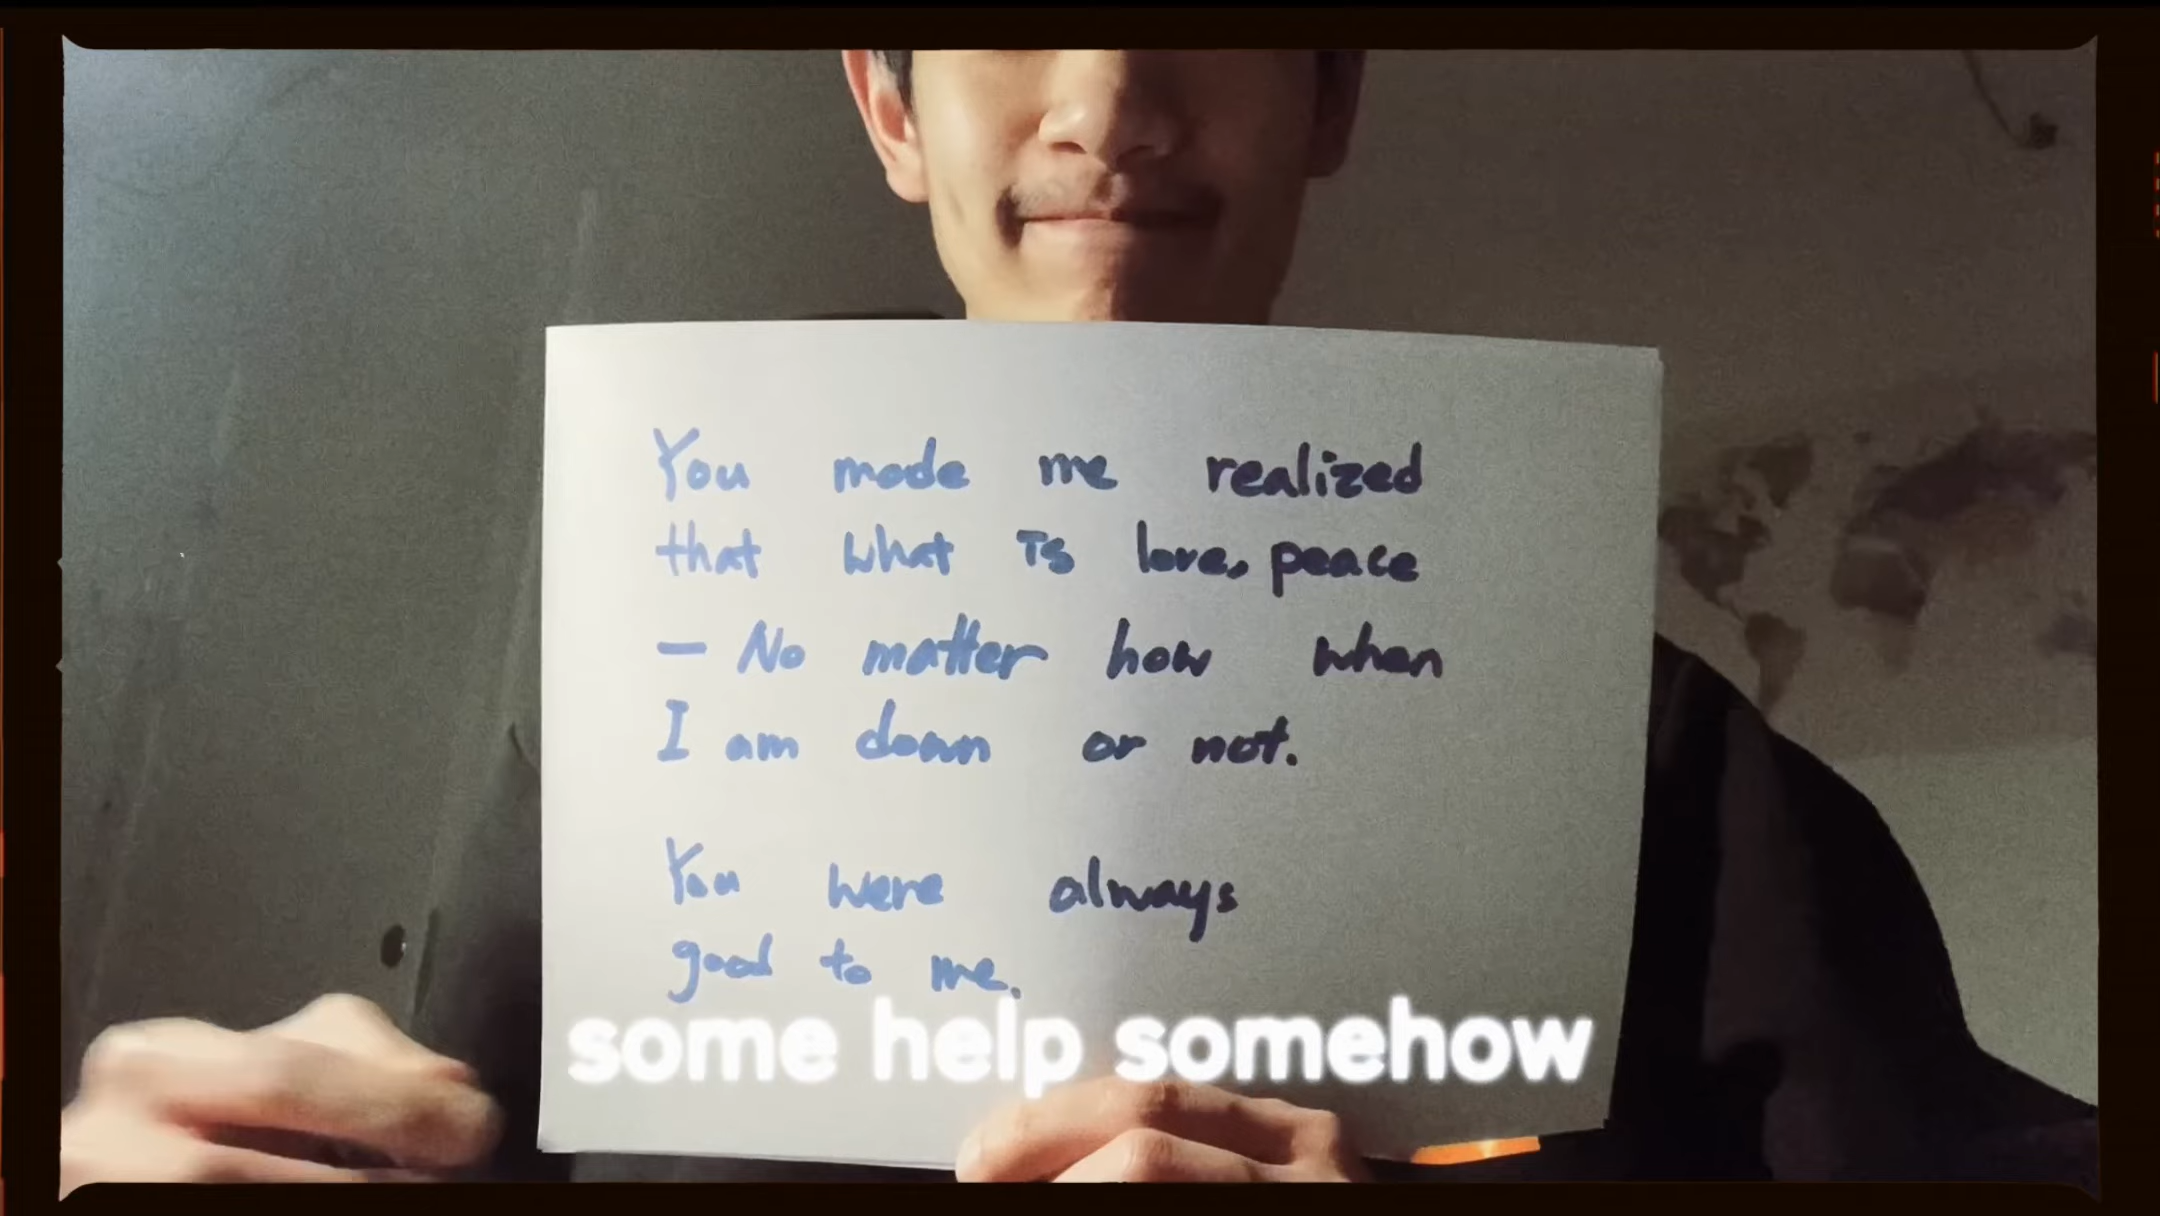 You made me realized
that what is love, peace
— No matter how when
I am down or not.
You were always
good to me.
some help somehow